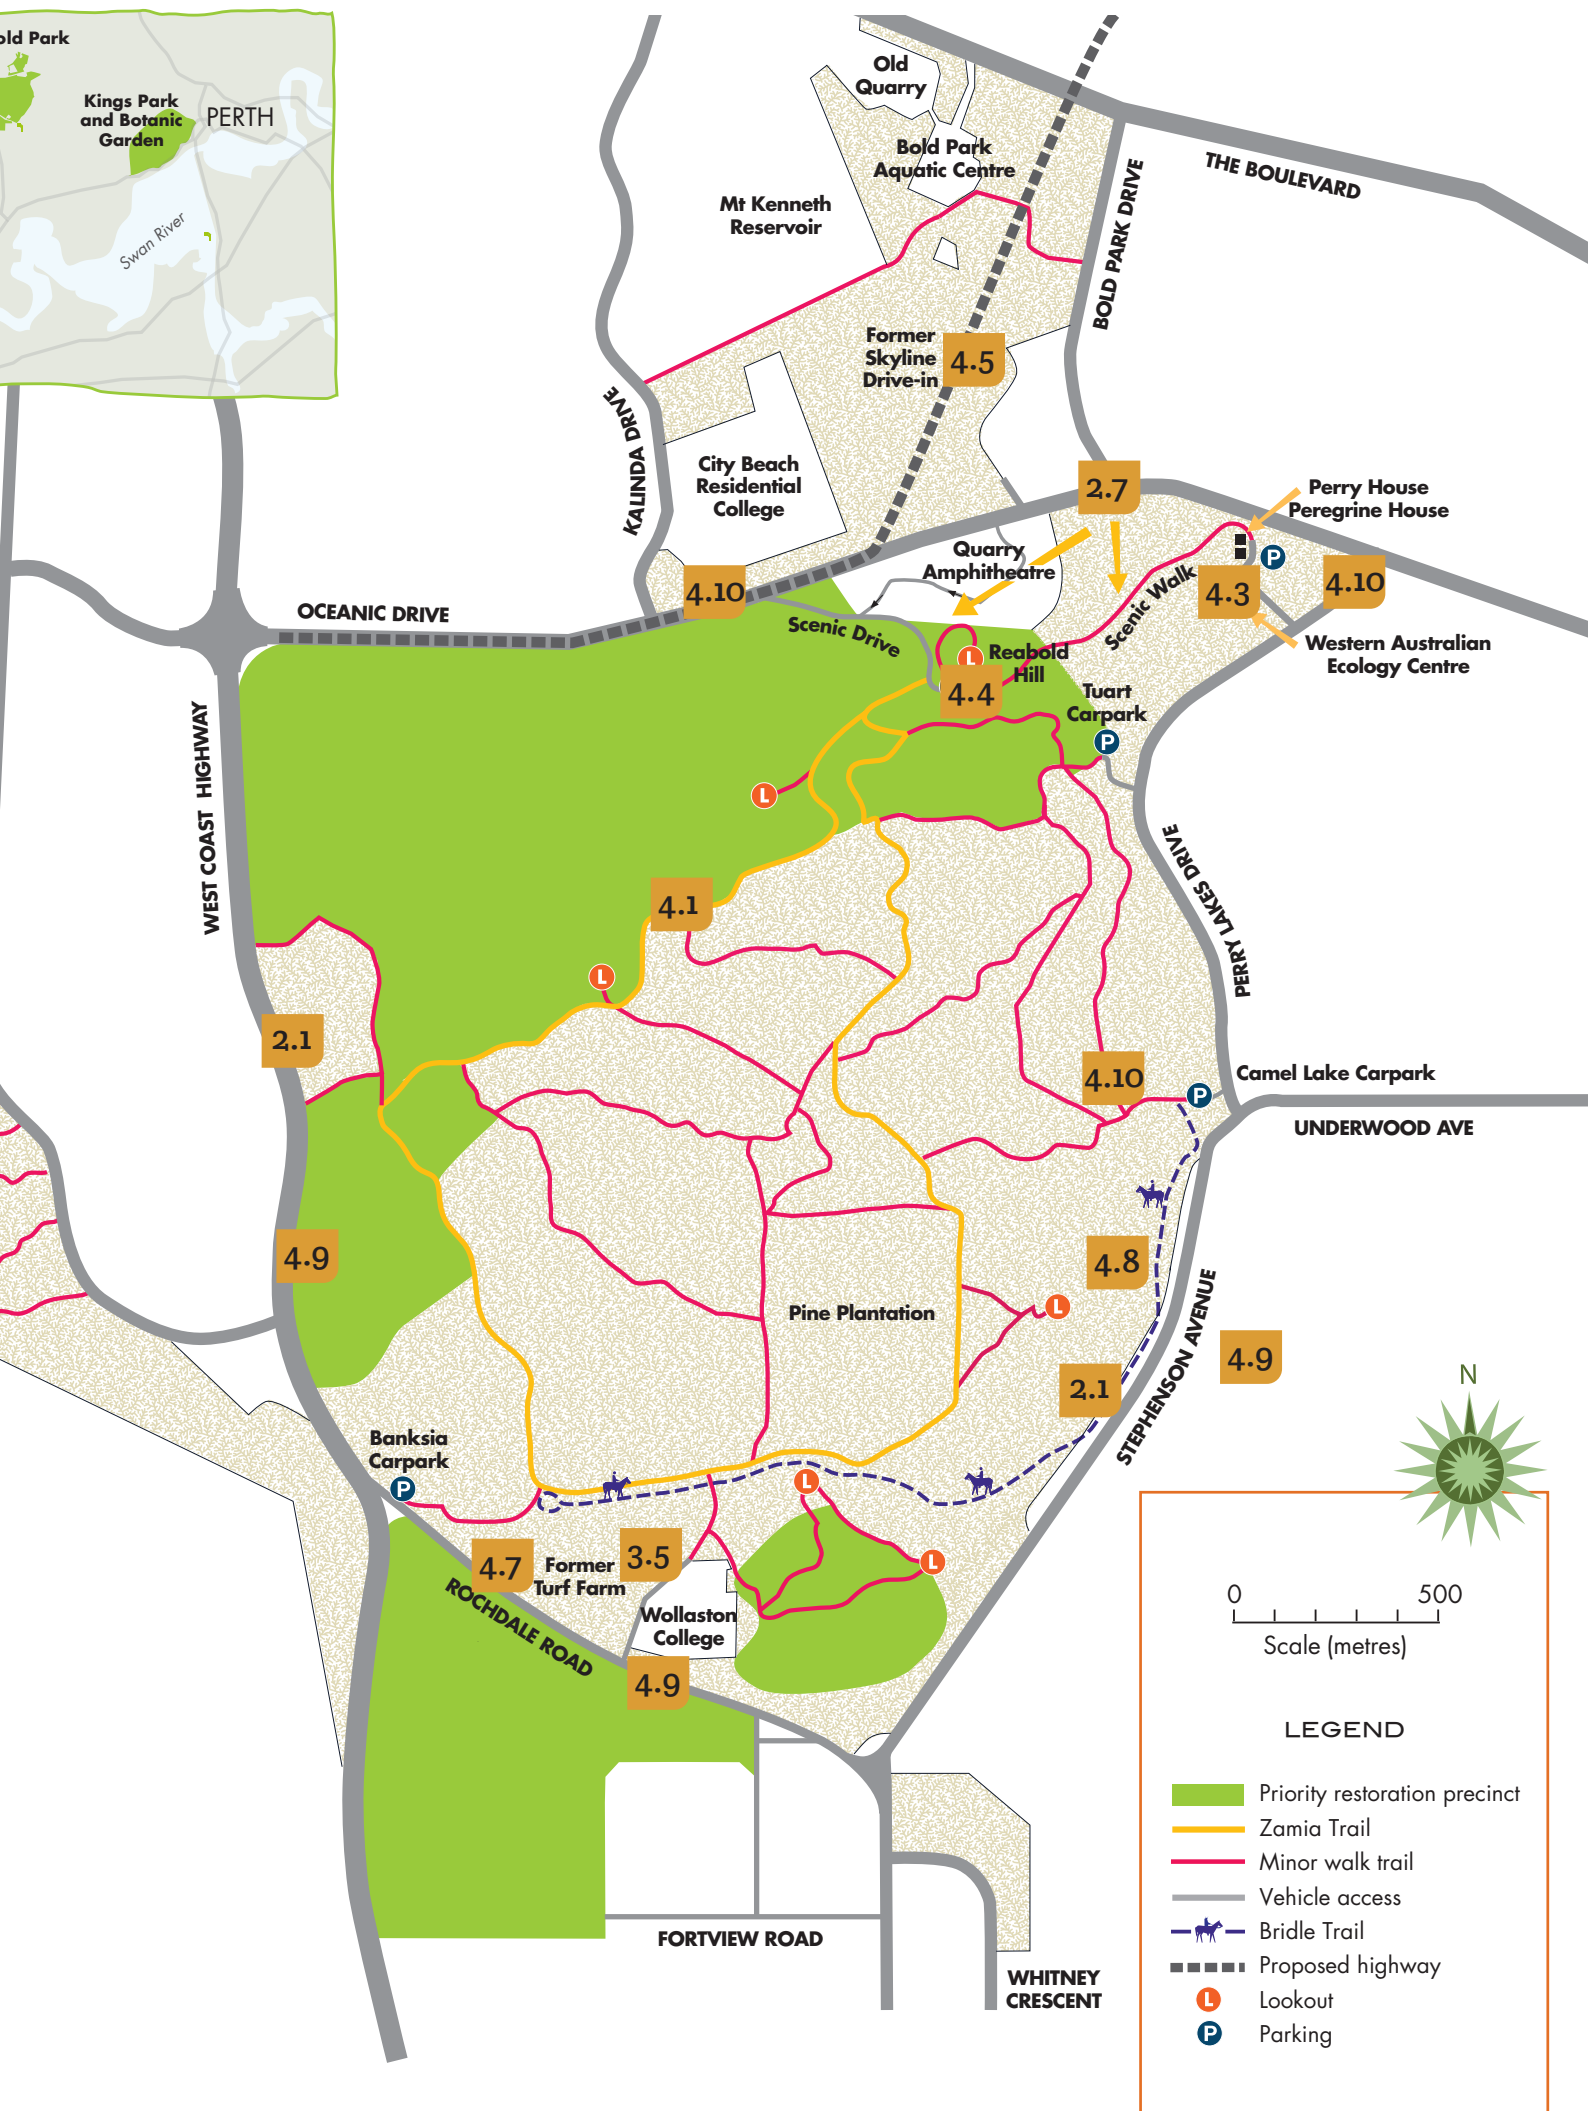 old Park
Kings Park
and Botanic
Garden
PERTH
Swan River
Old
Quarry
Bold Park
Aquatic Centre
Mt Kenneth
Reservoir
THE BOULEVARD
BOLD PARK DRIVE
Former
Skyline
Drive-in
4.5
KALINDA DRIVE
City Beach
Residential
College
2.7
Perry House
Peregrine House
Quarry
Amphitheatre
P
4.10
4.3
4.10
OCEANIC DRIVE
Scenic Drive
Scenic Walk
Western Australian
Ecology Centre
L
Reabold
Hill
4.4
Tuart
Carpark
P
WEST COAST HIGHWAY
L
PERRY LAKES DRIVE
4.1
L
2.1
4.10
P
Camel Lake Carpark
UNDERWOOD AVE
4.9
4.8
Pine Plantation
L
STEPHENSON AVENUE
4.9
2.1
N
Banksia
Carpark
P
L
4.7
Former
Turf Farm
3.5
L
ROCHDALE ROAD
Wollaston
College
4.9
0 500
Scale (metres)
LEGEND
Priority restoration precinct
Zamia Trail
Minor walk trail
Vehicle access
Bridle Trail
Proposed highway
L Lookout
P Parking
FORTVIEW ROAD
WHITNEY
CRESCENT